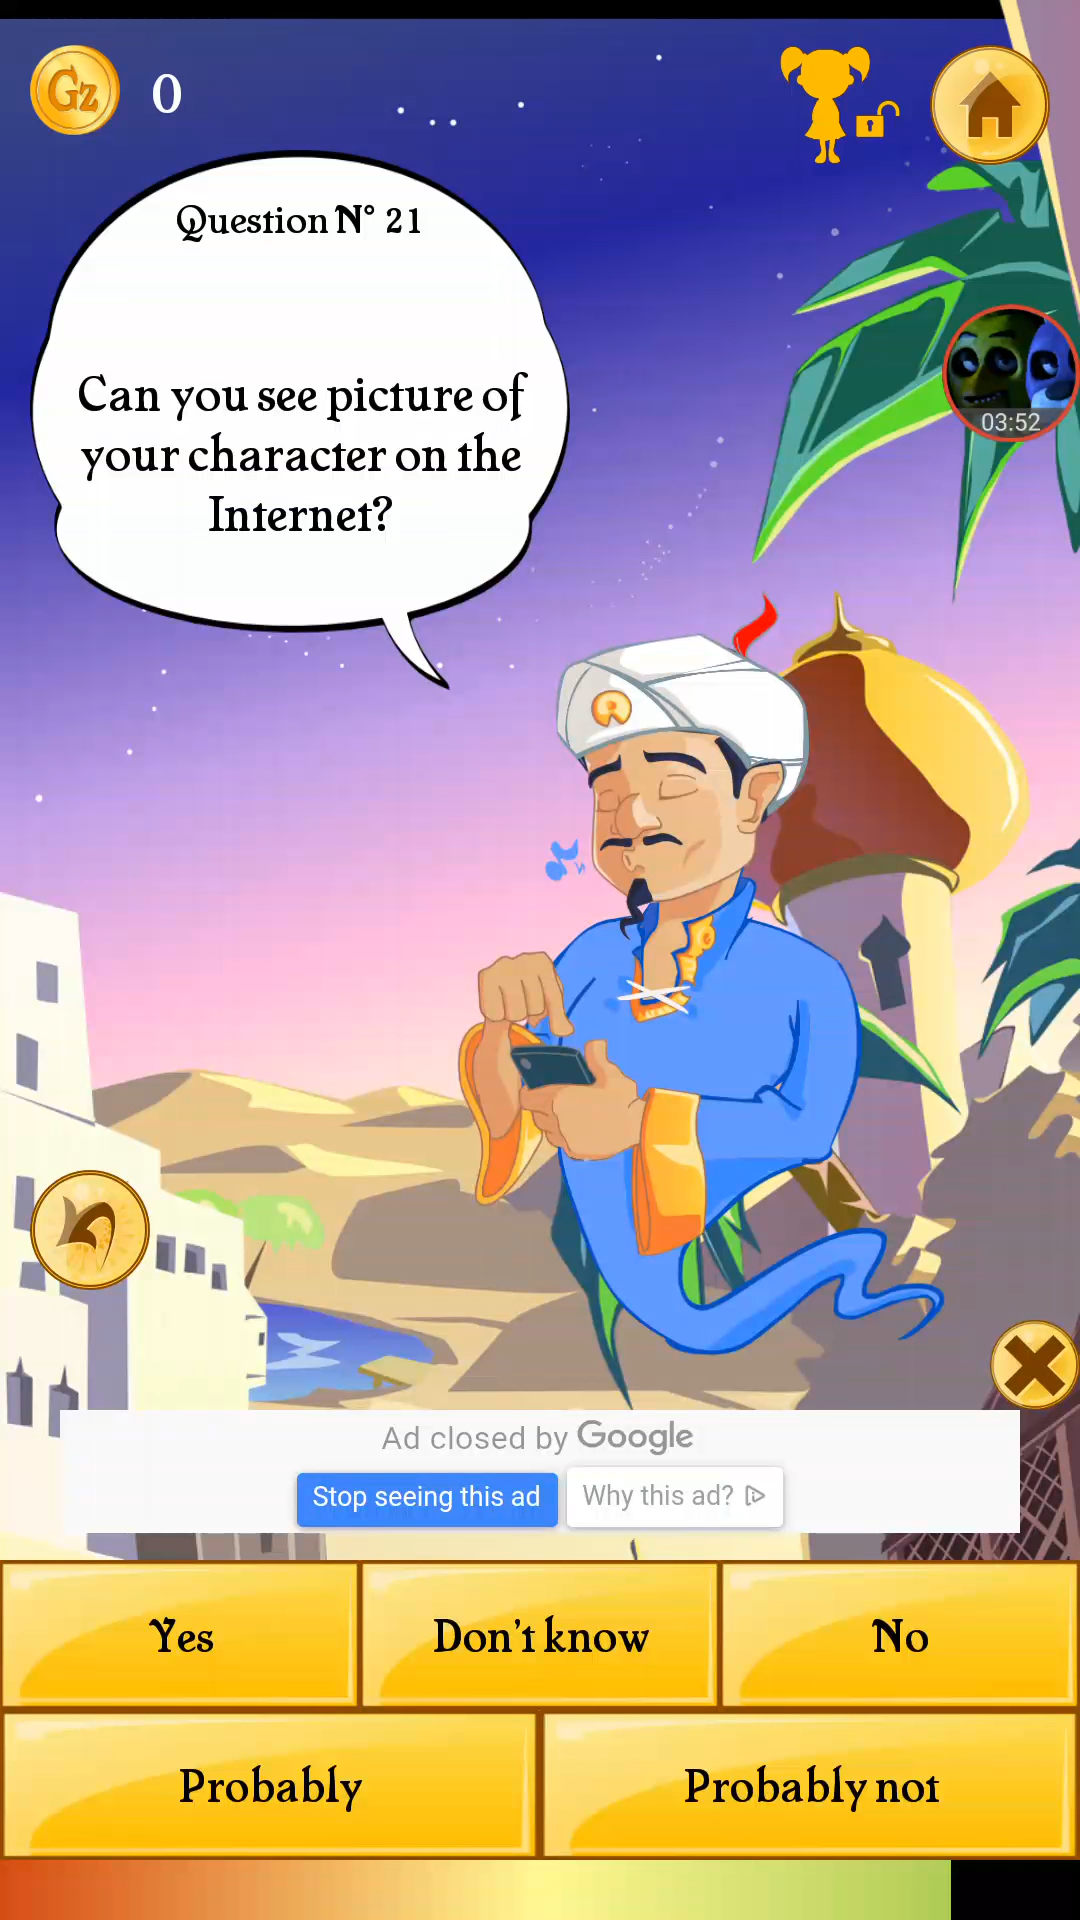 Gz 0
Question N° 21
Can you see picture of
your character on the
Internet?
03:52
Ad closed by Google
Stop seeing this ad
Why this ad?
Yes
Don't know
No
Probably
Probably not